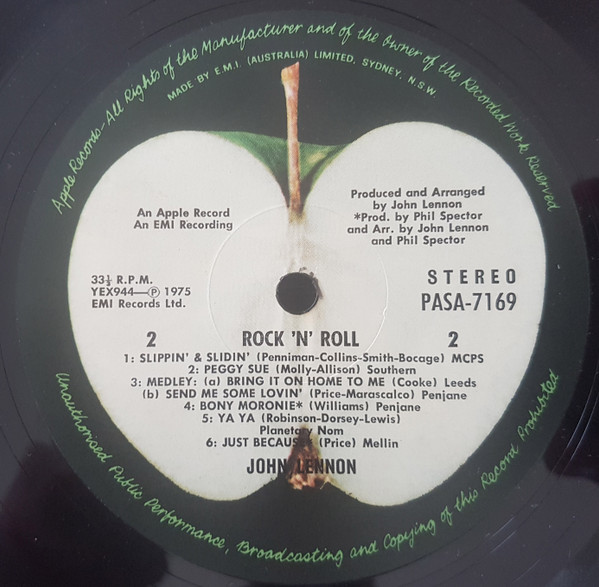 Apple Records-All Rights of the Manufacturer and of the Owner of the Recorded Work Reserved
MADE BY E.M.I. (AUSTRALIA) LIMITED, SYDNEY, N.S.W.
An Apple Record
An EMI Recording
Produced and Arranged
by John Lennon
*Prod. by Phil Spector
and Arr. by John Lennon
and Phil Spector
33⅓ R.P.M.
YEX944—Ⓟ 1975
EMI Records Ltd.
STEREO
PASA-7169
2 ROCK 'N' ROLL 2
1: SLIPPIN' & SLIDIN' (Penniman-Collins-Smith-Bocage) MCPS
2: PEGGY SUE (Molly-Allison) Southern
3: MEDLEY: (a) BRING IT ON HOME TO ME (Cooke) Leeds
(b) SEND ME SOME LOVIN' (Price-Marascalco) Penjane
4: BONY MORONIE* (Williams) Penjane
5: YA YA (Robinson-Dorsey-Lewis)
Planetary Nom
6: JUST BECAUSE* (Price) Mellin
JOHN LENNON
Unauthorised Public Performance, Broadcasting and Copying of this Record Prohibited